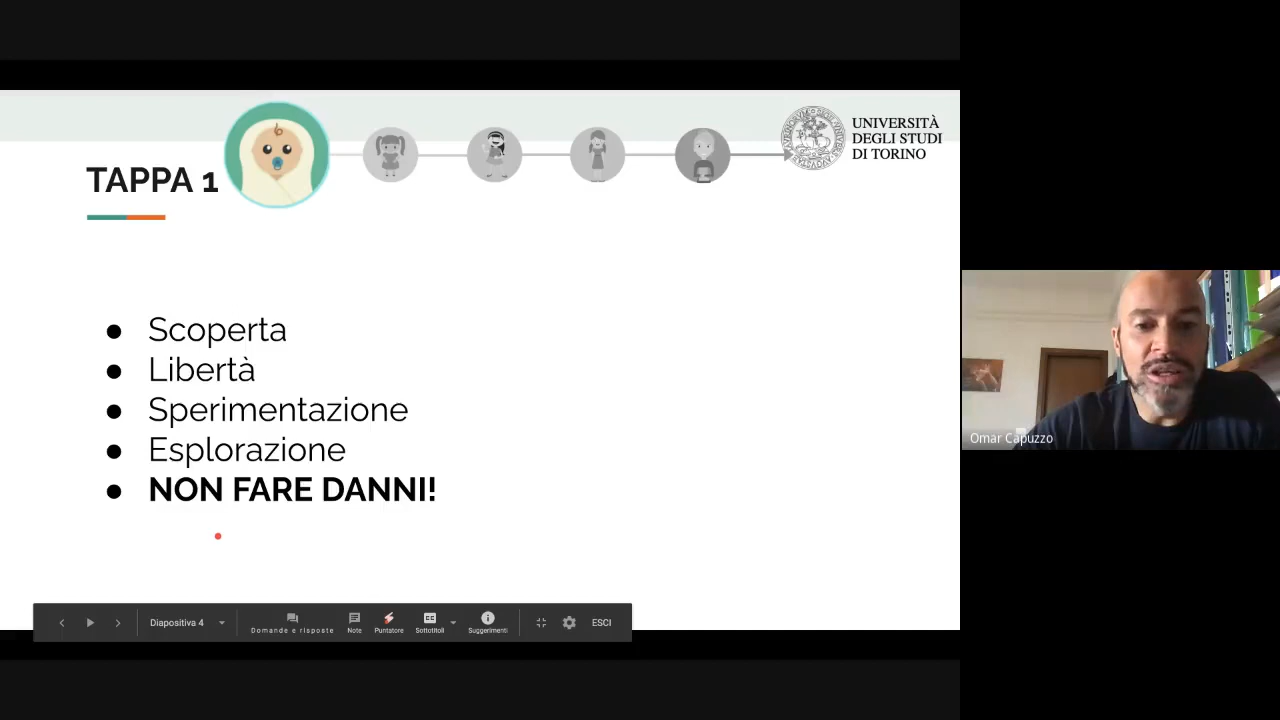 UNIVERSITÀ
DEGLI STUDI
DI TORINO
TAPPA 1
● Scoperta
● Libertà
● Sperimentazione
● Esplorazione
● NON FARE DANNI!
Omar Capuzzo
Diapositiva 4
Domande e risposte
Note
Puntatore
Sottotitoli
Suggerimenti
ESCI